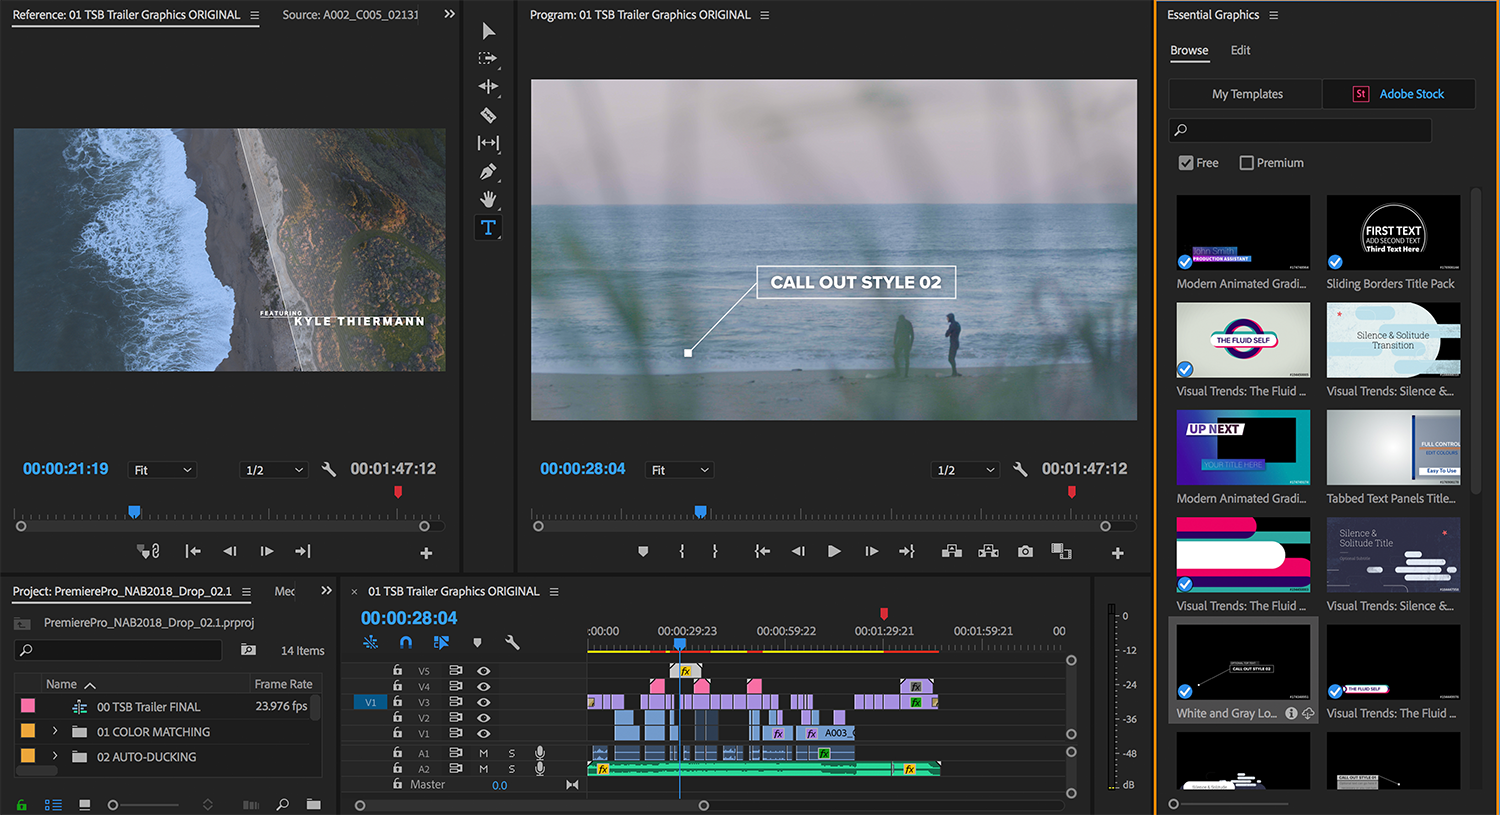 Reference: 01 TSB Trailer Graphics ORIGINAL
Source: A002_C005_02131
FEATURING
KYLE THIERMANN
00:00:21:19
Fit
1/2
00:01:47:12
Program: 01 TSB Trailer Graphics ORIGINAL
CALL OUT STYLE 02
00:00:28:04
Fit
1/2
00:01:47:12
Essential Graphics
Browse
Edit
My Templates
St
Adobe Stock
Free
Premium
John Smith
PRODUCTION ASSISTANT
Modern Animated Gradi...
FIRST TEXT
ADD SECOND TEXT
Third Text Here
Sliding Borders Title Pack
THE FLUID SELF
Visual Trends: The Fluid ...
Silence & Solitude
Transition
Visual Trends: Silence &...
UP NEXT
YOUR TITLE HERE
Modern Animated Gradi...
FULL CONTROL
EDIT COLOURS
Easy To Use
Tabbed Text Panels Title...
Visual Trends: The Fluid ...
Silence &
Solitude Title
Visual Trends: Silence &...
CALL OUT STYLE 02
White and Gray Lo...
THE FLUID SELF
Visual Trends: The Fluid ...
Silence & Solitude
CALL OUT STYLE 01
Project: PremierePro_NAB2018_Drop_02.1
Mec
PremierePro_NAB2018_Drop_02.1.prproj
14 Items
Name
Frame Rate
00 TSB Trailer FINAL
23.976 fps
01 COLOR MATCHING
02 AUTO-DUCKING
× 01 TSB Trailer Graphics ORIGINAL
00:00:28:04
:00:00
00:00:29:23
00:00:59:22
00:01:29:21
00:01:59:21
00
V5
fx
V4
fx
V1
V3
fx
V2
V1
fx
fx
A003_C
A1
M
S
fx
A2
M
S
fx
fx
Master
0.0
0
-12
-24
-36
-48
dB